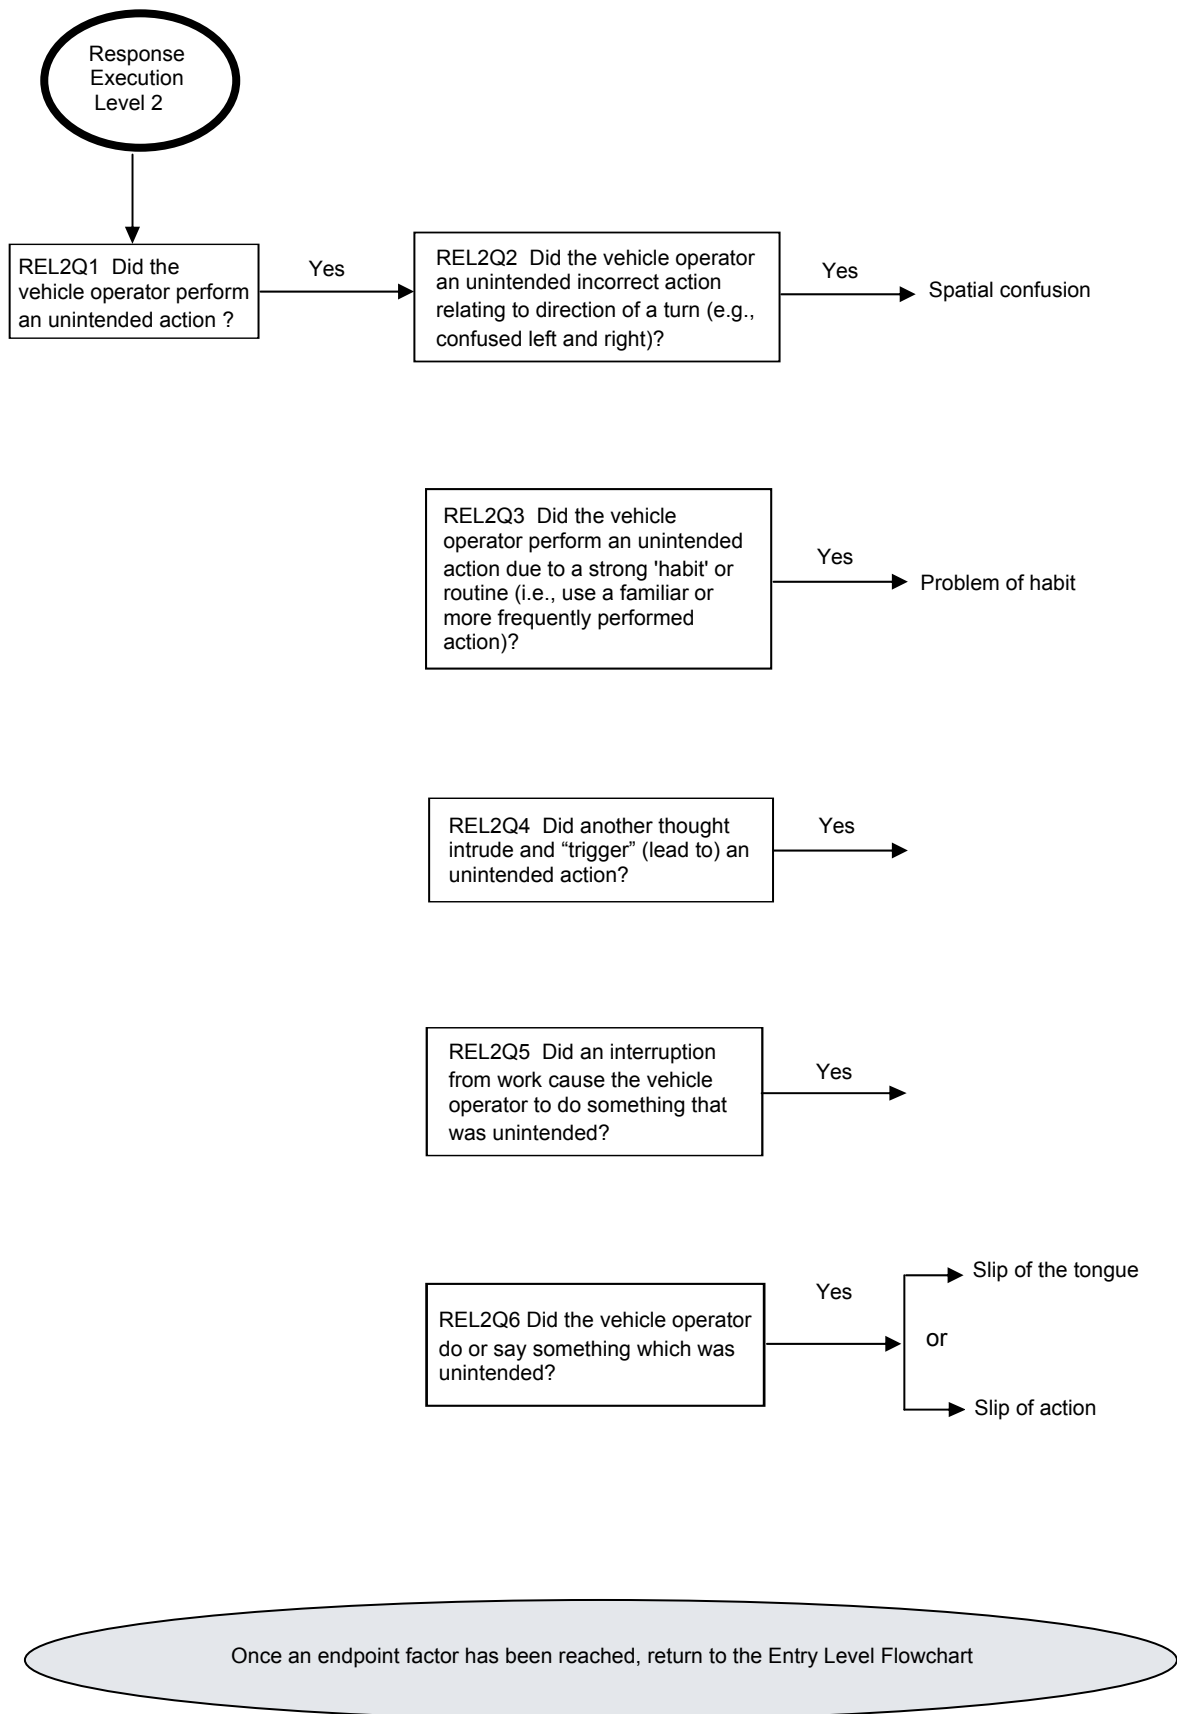 Response
Execution
Level 2
REL2Q1 Did the
vehicle operator perform
an unintended action ?
Yes
REL2Q2 Did the vehicle operator
an unintended incorrect action
relating to direction of a turn (e.g.,
confused left and right)?
Yes
Spatial confusion
REL2Q3 Did the vehicle
operator perform an unintended
action due to a strong 'habit' or
routine (i.e., use a familiar or
more frequently performed
action)?
Yes
Problem of habit
REL2Q4 Did another thought
intrude and “trigger” (lead to) an
unintended action?
Yes
REL2Q5 Did an interruption
from work cause the vehicle
operator to do something that
was unintended?
Yes
REL2Q6 Did the vehicle operator
do or say something which was
unintended?
Yes
Slip of the tongue
or
Slip of action
Once an endpoint factor has been reached, return to the Entry Level Flowchart